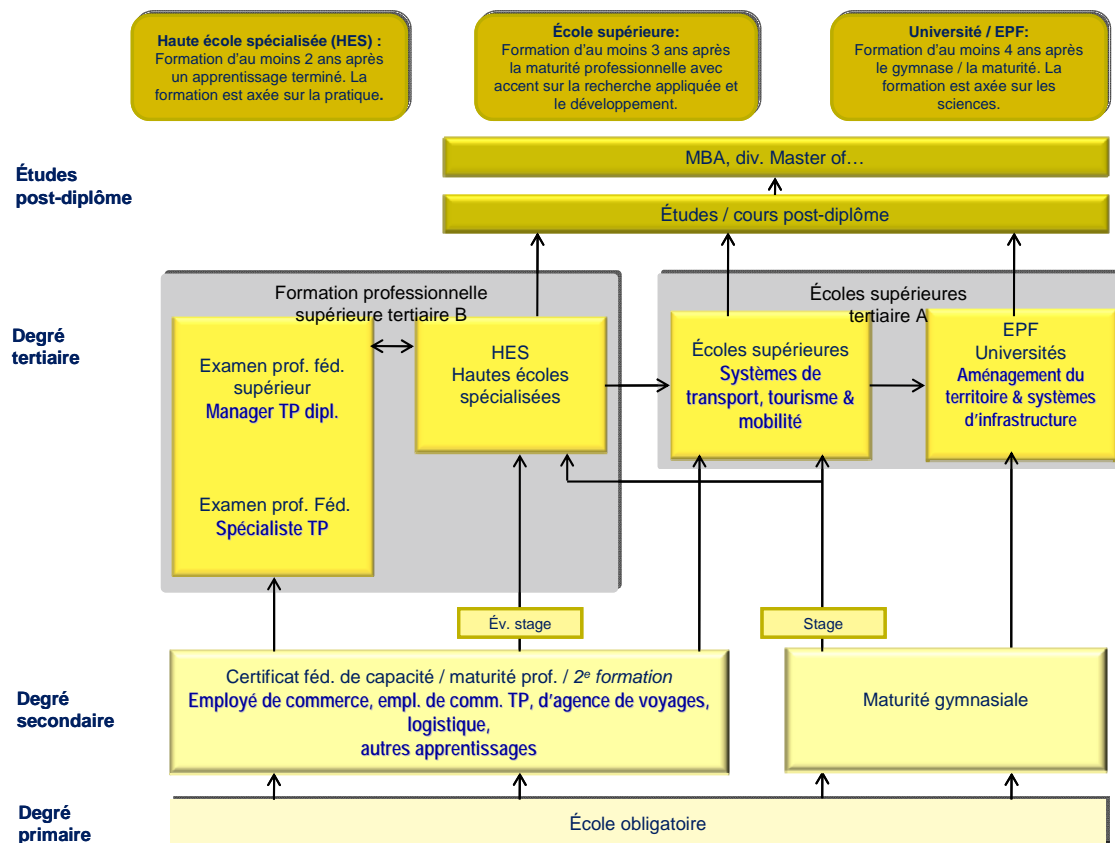 Haute école spécialisée (HES) :
Formation d'au moins 2 ans après
un apprentissage terminé. La
formation est axée sur la pratique.
École supérieure:
Formation d'au moins 3 ans après
la maturité professionnelle avec
accent sur la recherche appliquée et
le développement.
Université / EPF:
Formation d'au moins 4 ans après
le gymnase / la maturité. La
formation est axée sur les
sciences.
Études
post-diplôme
MBA, div. Master of…
Études / cours post-diplôme
Degré
tertiaire
Formation professionnelle
supérieure tertiaire B
Examen prof. féd.
supérieur
Manager TP dipl.
Examen prof. Féd.
Spécialiste TP
HES
Hautes écoles
spécialisées
Écoles supérieures
tertiaire A
Écoles supérieures
Systèmes de
transport, tourisme &
mobilité
EPF
Universités
Aménagement du
territoire & systèmes
d'infrastructure
Év. stage
Stage
Degré
secondaire
Certificat féd. de capacité / maturité prof. / 2e formation
Employé de commerce, empl. de comm. TP, d'agence de voyages,
logistique,
autres apprentissages
Maturité gymnasiale
Degré
primaire
École obligatoire